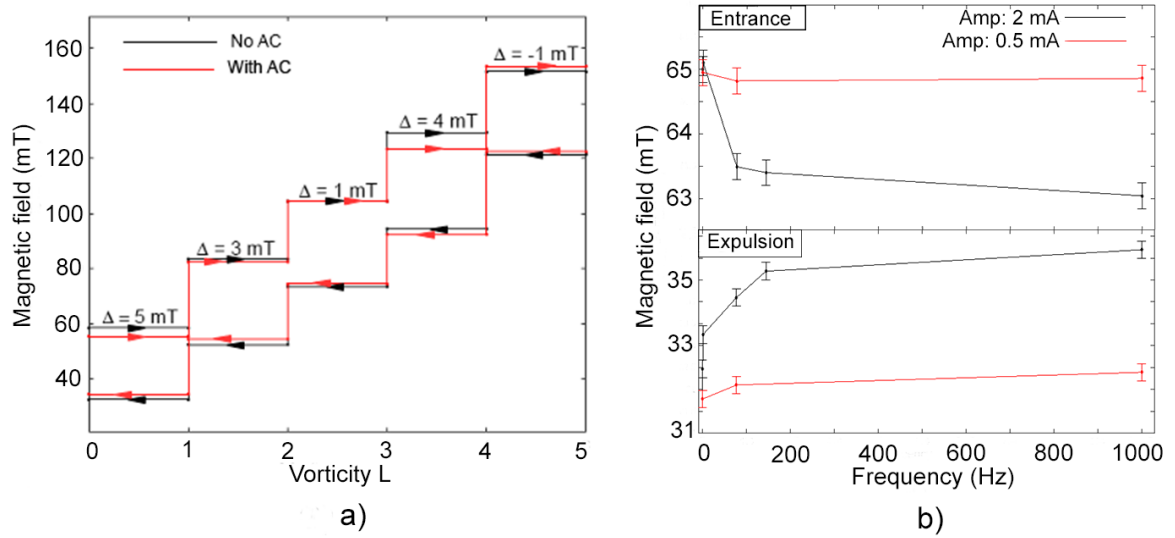 No AC
With AC
Δ = -1 mT
Δ = 4 mT
Δ = 1 mT
Δ = 3 mT
Δ = 5 mT
160
140
120
100
80
60
40
Magnetic field (mT)
0 1 2 3 4 5
Vorticity L
a)
Entrance
Amp: 2 mA
Amp: 0.5 mA
65
64
63
Expulsion
35
33
31
Magnetic field (mT)
0 200 400 600 800 1000
Frequency (Hz)
b)